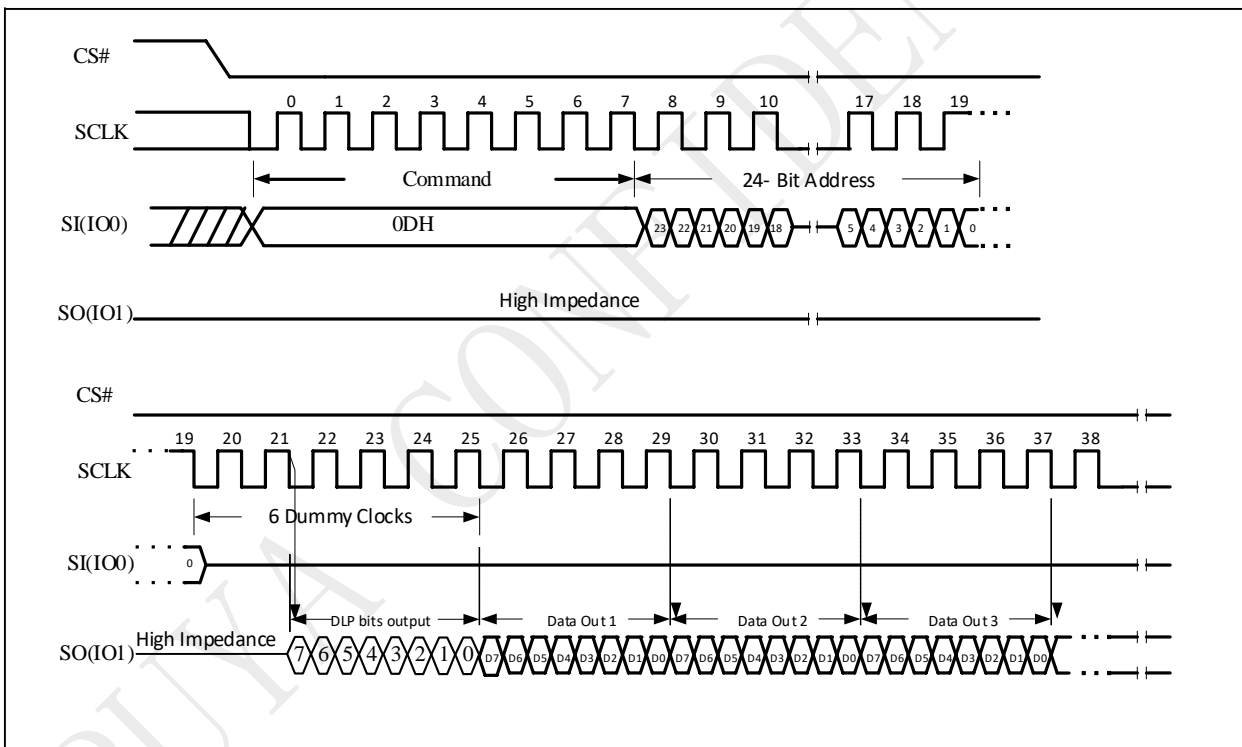 CS#
0 1 2 3 4 5 6 7 8 9 10 17 18 19
SCLK
Command 24- Bit Address
SI(IO0) 0DH 23 22 21 20 19 18 5 4 3 2 1 0
High Impedance
SO(IO1)
CS#
19 20 21 22 23 24 25 26 27 28 29 30 31 32 33 34 35 36 37 38
SCLK
6 Dummy Clocks
SI(IO0) 0
DLP bits output Data Out 1 Data Out 2 Data Out 3
SO(IO1) High Impedance 7 6 5 4 3 2 1 0 D7 D6 D5 D4 D3 D2 D1 D0 D7 D6 D5 D4 D3 D2 D1 D0 D7 D6 D5 D4 D3 D2 D1 D0
PUYA CONFIDEN